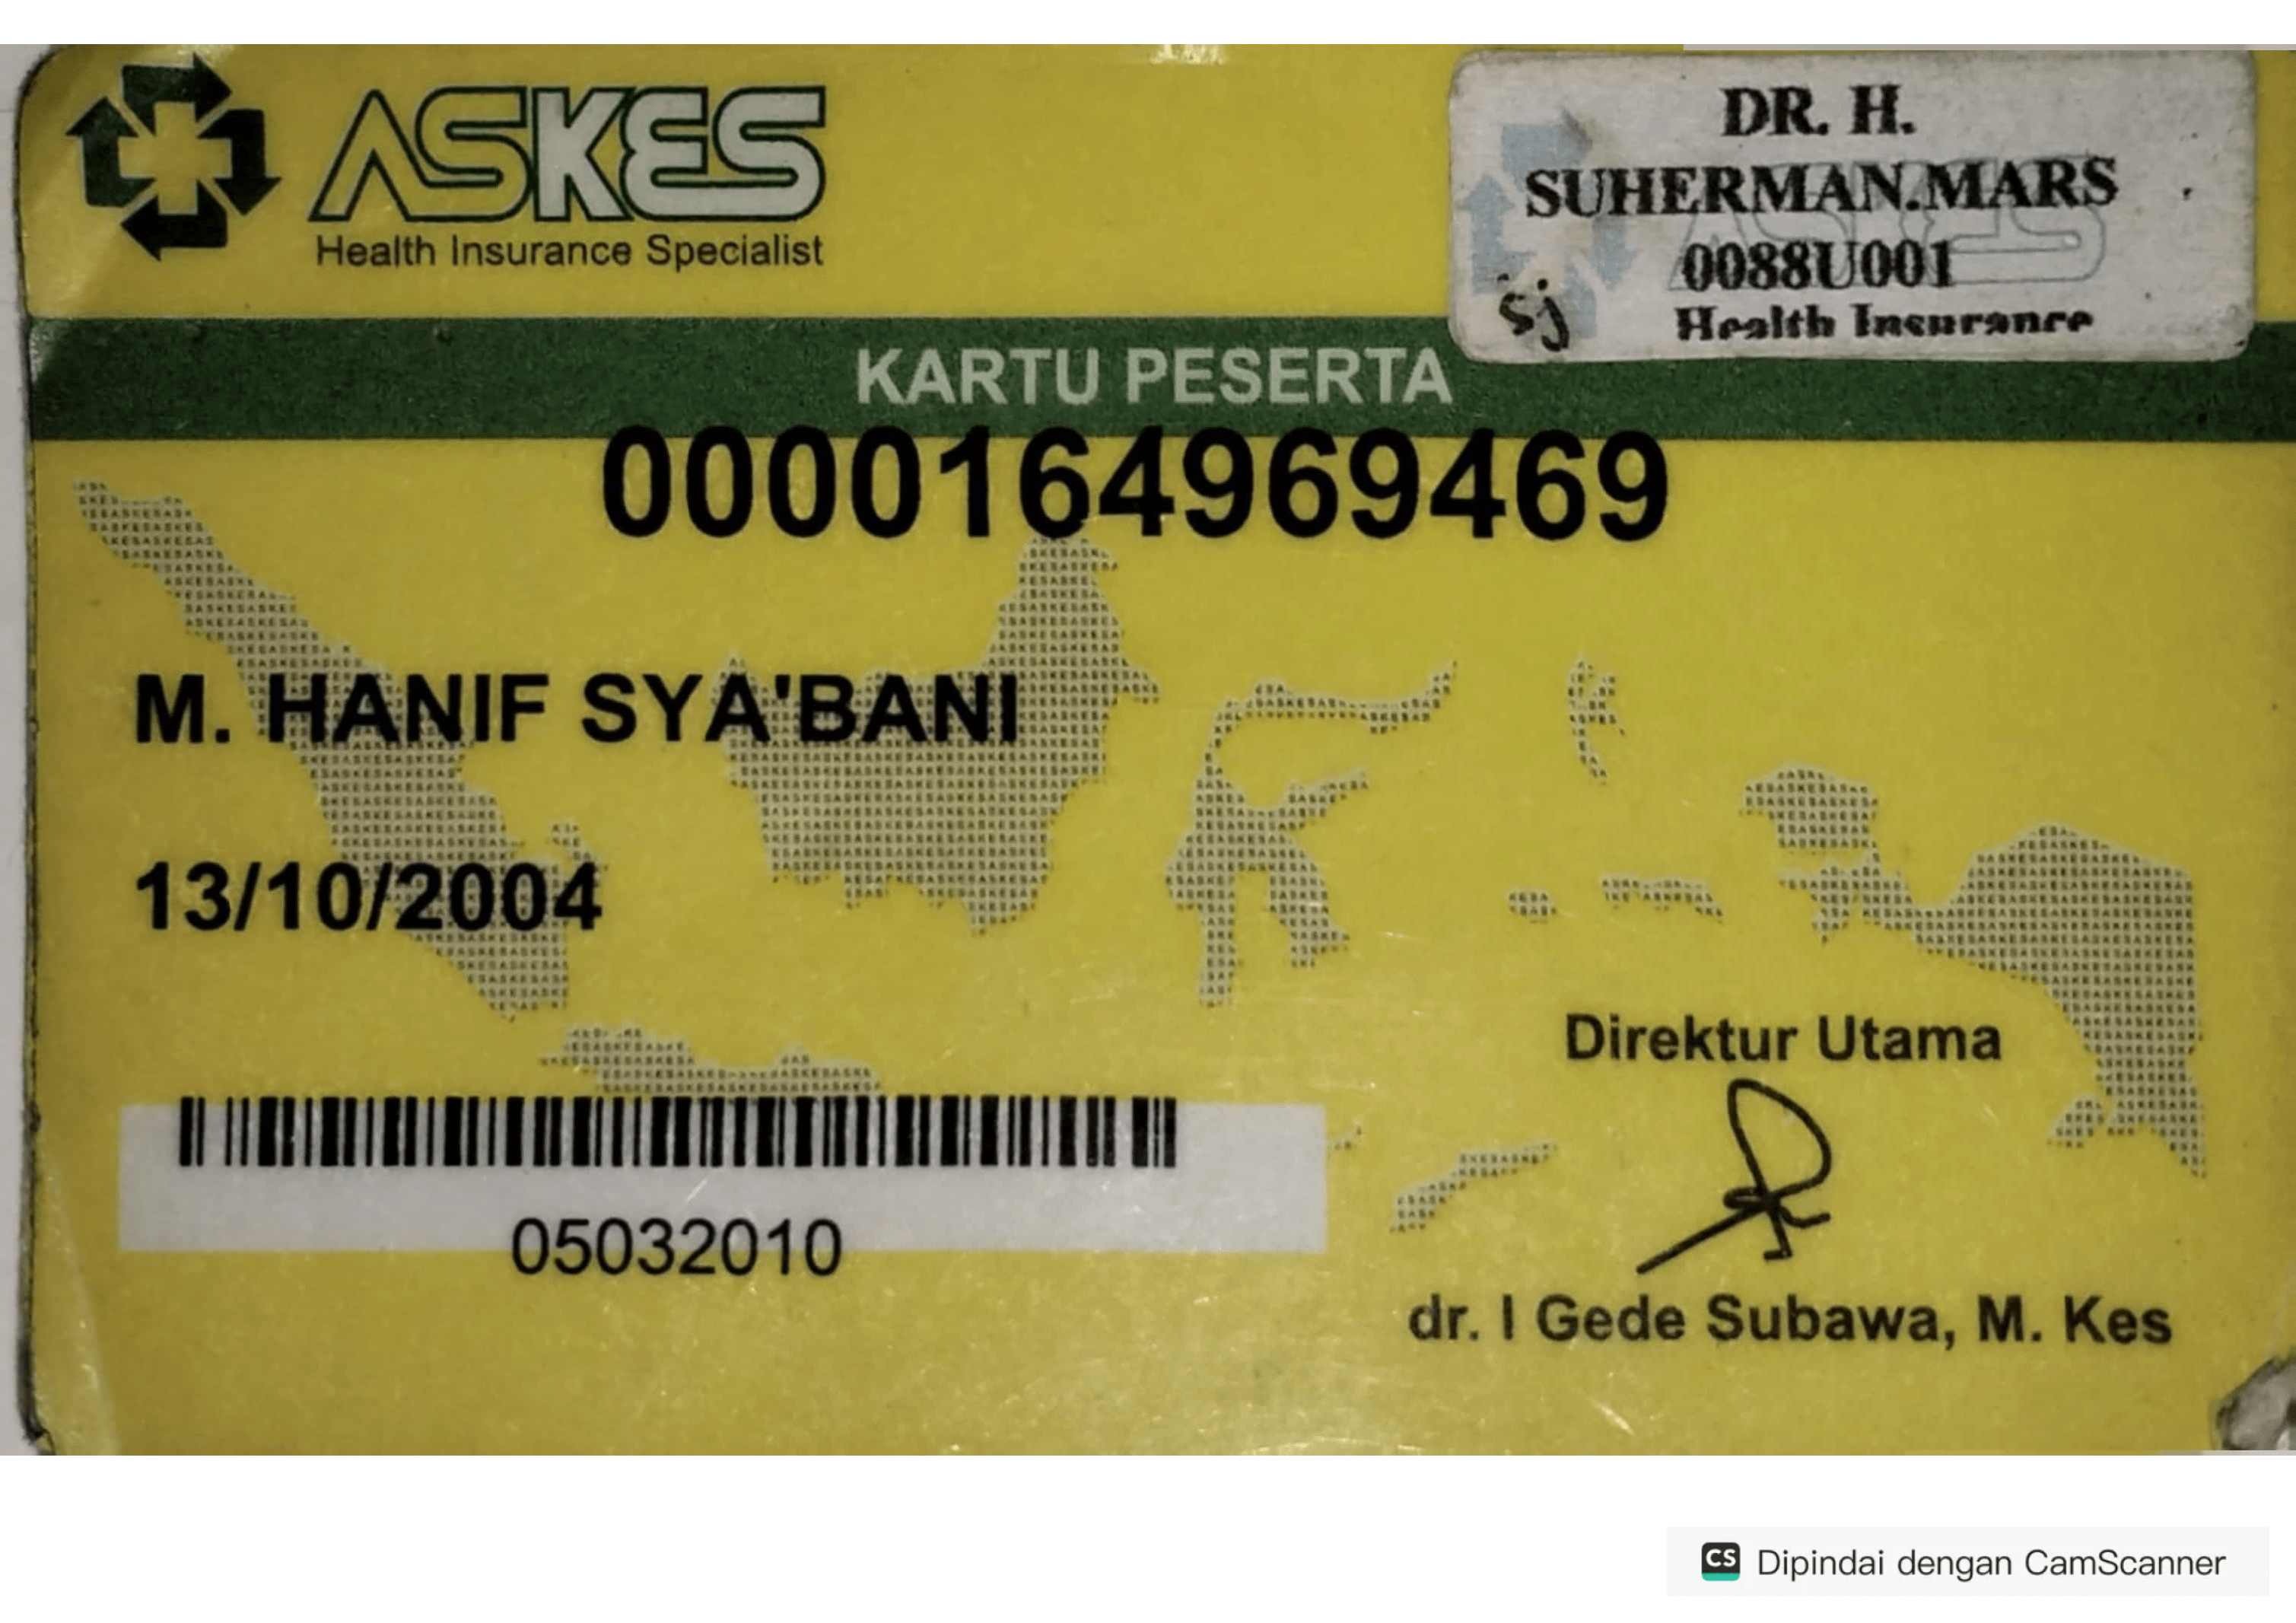 ASKES
Health Insurance Specialist
DR. H.
SUHERMAN.MARS
0088U001
Health Insurance
sj
KARTU PESERTA
0000164969469
M. HANIF SYA'BANI
13/10/2004
05032010
Direktur Utama
dr. I Gede Subawa, M. Kes
CS Dipindai dengan CamScanner